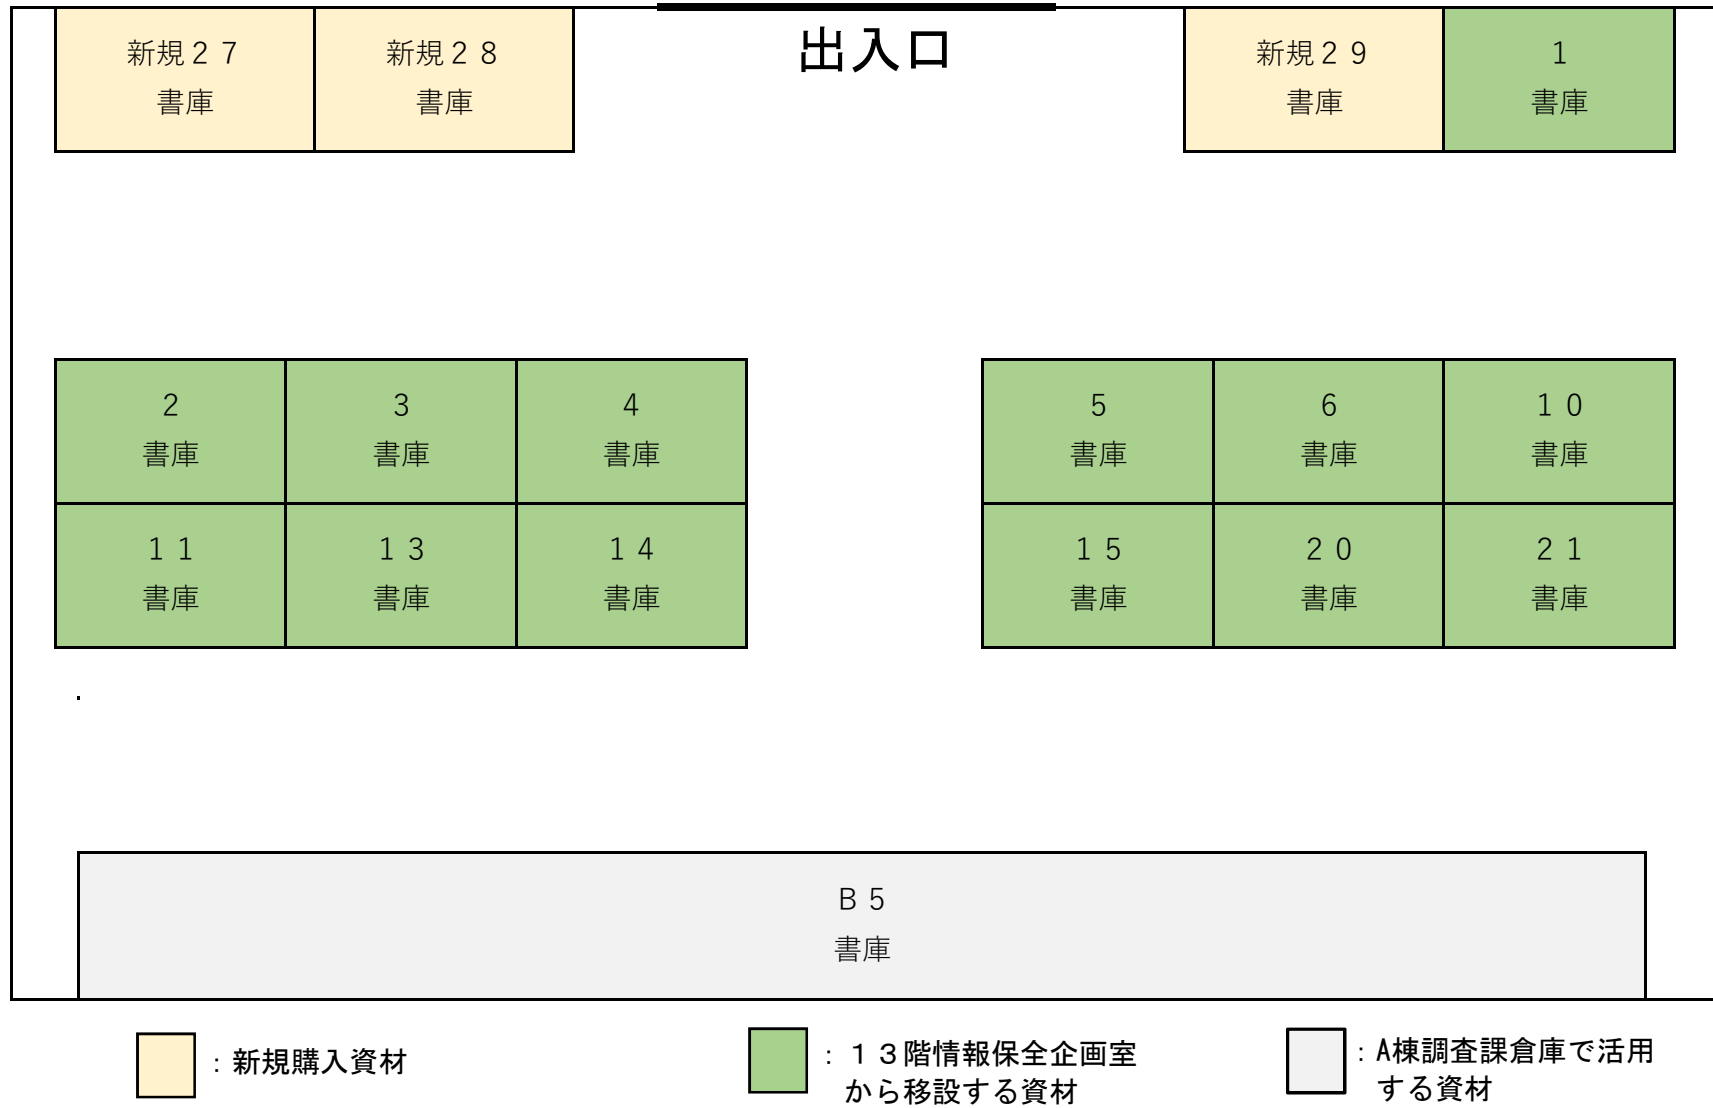 新規２７
書庫
新規２８
書庫
出入口
新規２９
書庫
１
書庫
２
書庫
３
書庫
４
書庫
５
書庫
６
書庫
１０
書庫
１１
書庫
１３
書庫
１４
書庫
１５
書庫
２０
書庫
２１
書庫
Ｂ５
書庫
：新規購入資材
：１３階情報保全企画室
から移設する資材
：A棟調査課倉庫で活用
する資材